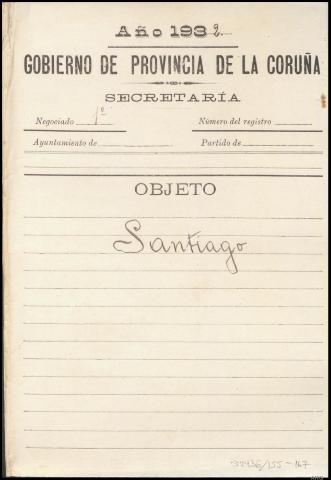 Año 1932
GOBIERNO DE PROVINCIA DE LA CORUÑA
SECRETARÍA
Negociado 1º Número del registro
Ayuntamiento de Partido de
OBJETO
Santiago